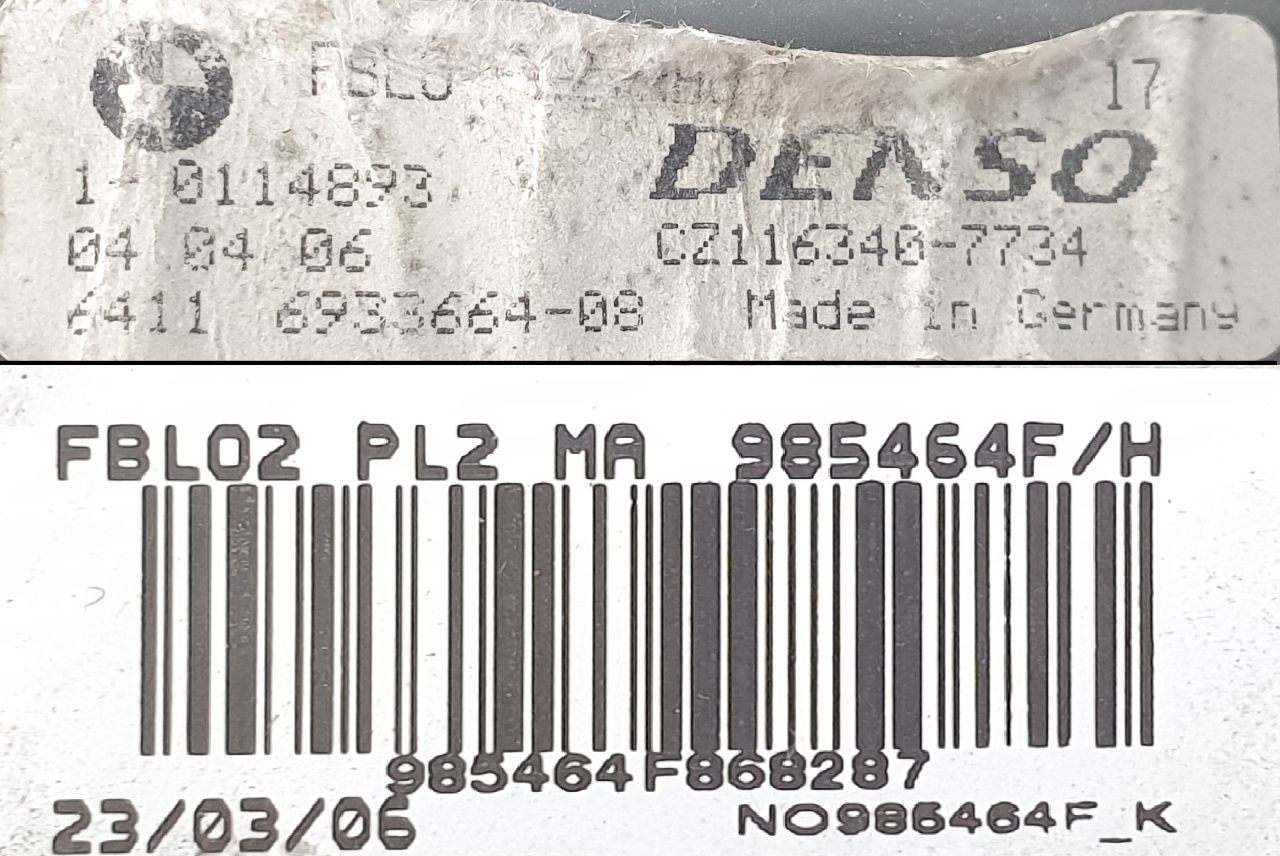 17
DENSO
1- 0114893
04 04 06
CZ116340-7734
6411 6933664-08 Made in Germany
FBL02 PL2 MA 985464F/H
985464F868287
23/03/06
NO985464F_K